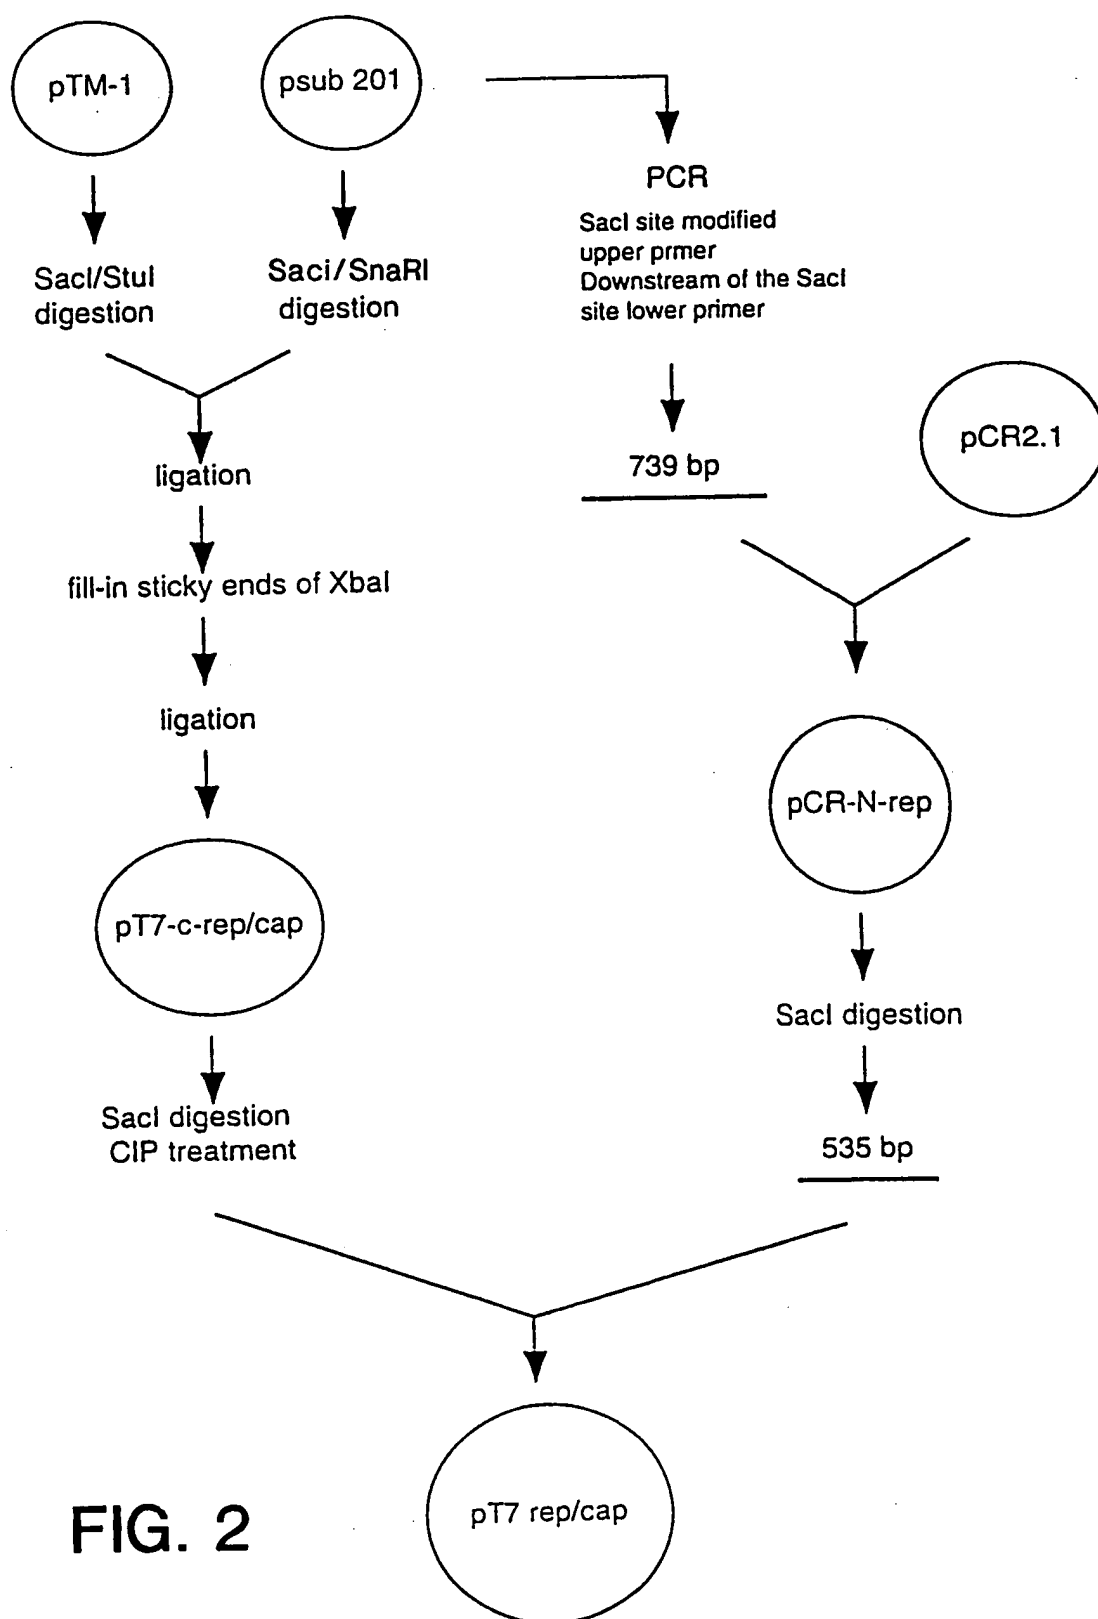 pTM-1
psub 201
PCR
SacI site modified
upper prmer
Downstream of the SacI
site lower primer
SacI/StuI
digestion
Saci/SnaRI
digestion
739 bp
pCR2.1
ligation
fill-in sticky ends of XbaI
ligation
pCR-N-rep
pT7-c-rep/cap
SacI digestion
SacI digestion
CIP treatment
535 bp
pT7 rep/cap
FIG. 2